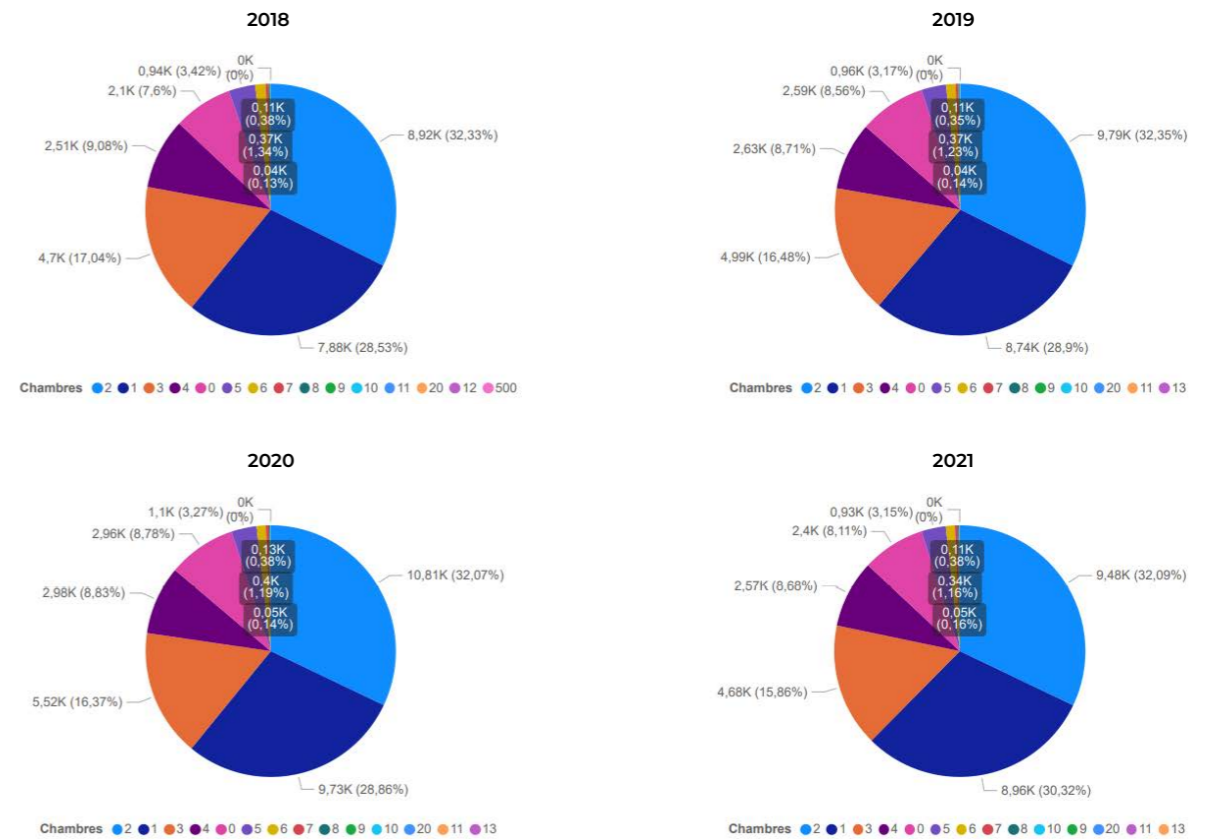 2018
0K
(0%)
0,94K (3,42%)
2,1K (7,6%)
0,11K
(0,38%)
0,37K
(1,34%)
0,04K
(0,13%)
2,51K (9,08%)
8,92K (32,33%)
4,7K (17,04%)
7,88K (28,53%)
Chambres 2 1 3 4 0 5 6 7 8 9 10 11 20 12 500
2019
0K
(0%)
0,96K (3,17%)
2,59K (8,56%)
0,11K
(0,35%)
0,37K
(1,23%)
0,04K
(0,14%)
2,63K (8,71%)
9,79K (32,35%)
4,99K (16,48%)
8,74K (28,9%)
Chambres 2 1 3 4 0 5 6 7 8 9 10 20 11 13
2020
0K
(0%)
1,1K (3,27%)
2,96K (8,78%)
0,13K
(0,38%)
0,4K
(1,19%)
0,05K
(0,14%)
2,98K (8,83%)
10,81K (32,07%)
5,52K (16,37%)
9,73K (28,86%)
Chambres 2 1 3 4 0 5 6 7 8 9 10 20 11 13
2021
0K
(0%)
0,93K (3,15%)
2,4K (8,11%)
0,11K
(0,38%)
0,34K
(1,16%)
0,05K
(0,16%)
2,57K (8,68%)
9,48K (32,09%)
4,68K (15,86%)
8,96K (30,32%)
Chambres 2 1 3 4 0 5 6 7 8 9 10 20 11 13